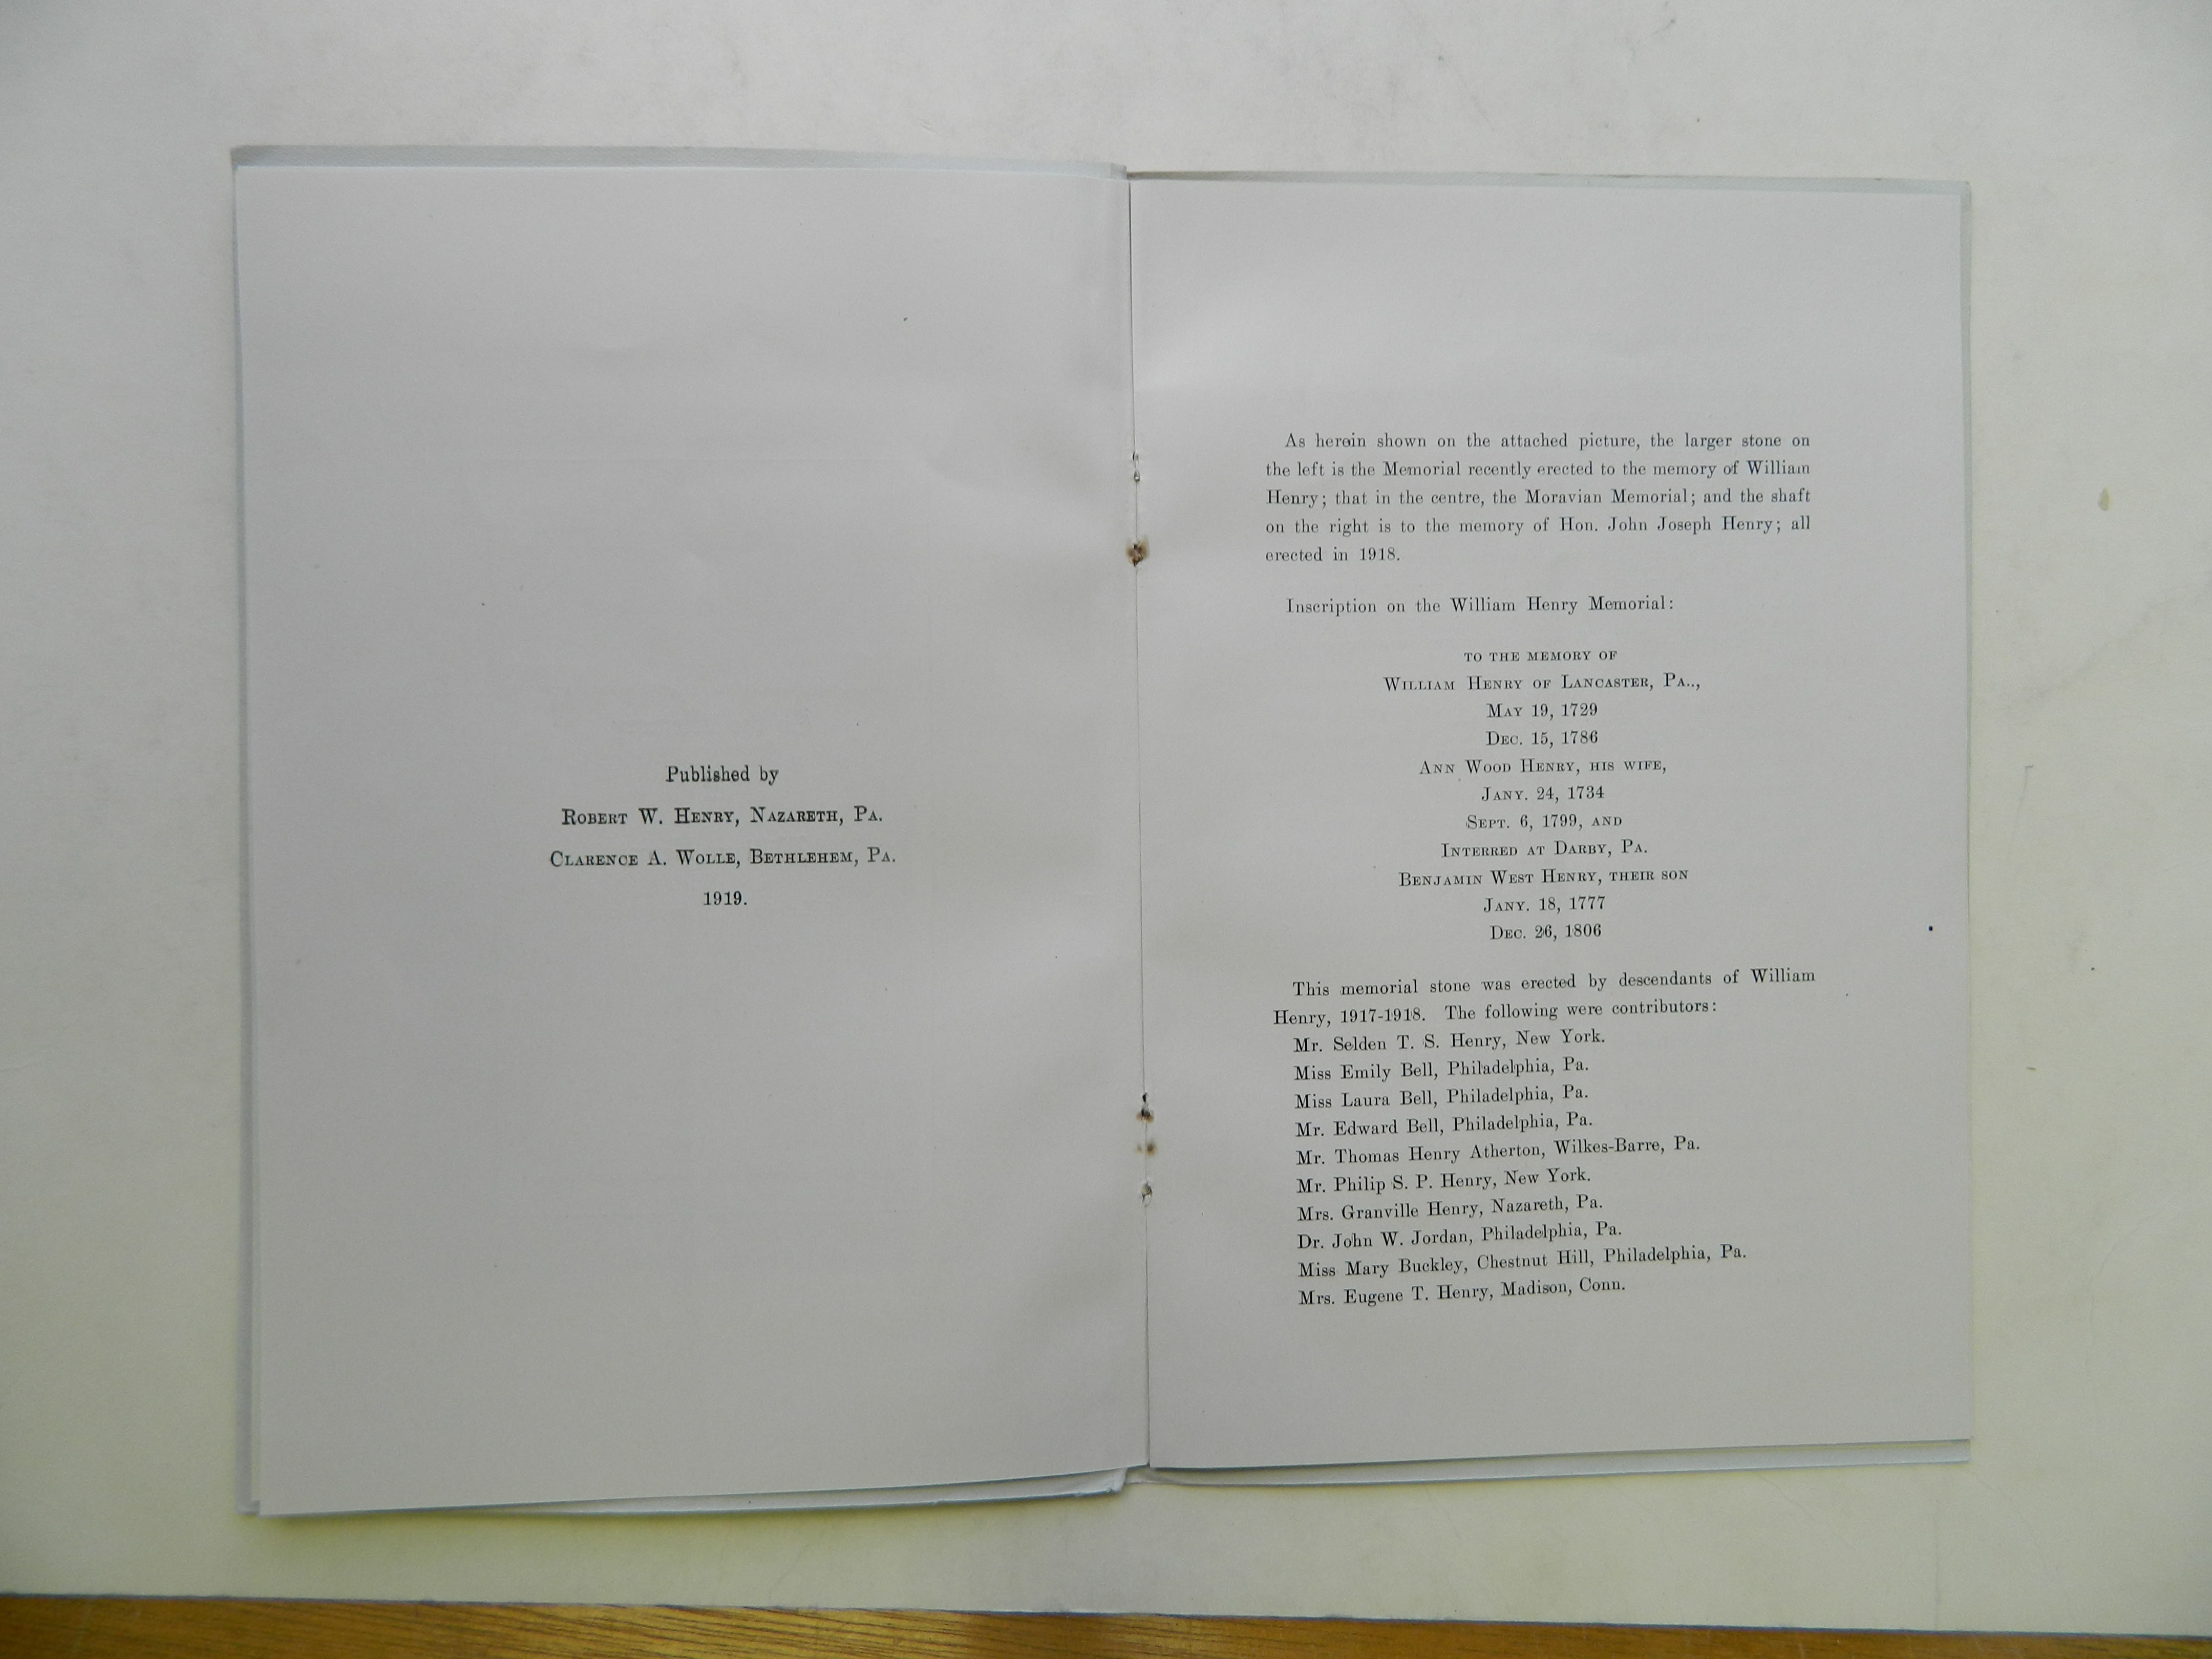 Published by
Robert W. Henry, Nazareth, Pa.
Clarence A. Wolle, Bethlehem, Pa.
1919.
As herein shown on the attached picture, the larger stone on
the left is the Memorial recently erected to the memory of William
Henry; that in the centre, the Moravian Memorial; and the shaft
on the right is to the memory of Hon. John Joseph Henry; all
erected in 1918.
Inscription on the William Henry Memorial:
to the memory of
William Henry of Lancaster, Pa..,
May 19, 1729
Dec. 15, 1786
Ann Wood Henry, his wife,
Jany. 24, 1734
Sept. 6, 1799, and
Interred at Darby, Pa.
Benjamin West Henry, their son
Jany. 18, 1777
Dec. 26, 1806
This memorial stone was erected by descendants of William
Henry, 1917-1918. The following were contributors:
Mr. Selden T. S. Henry, New York.
Miss Emily Bell, Philadelphia, Pa.
Miss Laura Bell, Philadelphia, Pa.
Mr. Edward Bell, Philadelphia, Pa.
Mr. Thomas Henry Atherton, Wilkes-Barre, Pa.
Mr. Philip S. P. Henry, New York.
Mrs. Granville Henry, Nazareth, Pa.
Dr. John W. Jordan, Philadelphia, Pa.
Miss Mary Buckley, Chestnut Hill, Philadelphia, Pa.
Mrs. Eugene T. Henry, Madison, Conn.